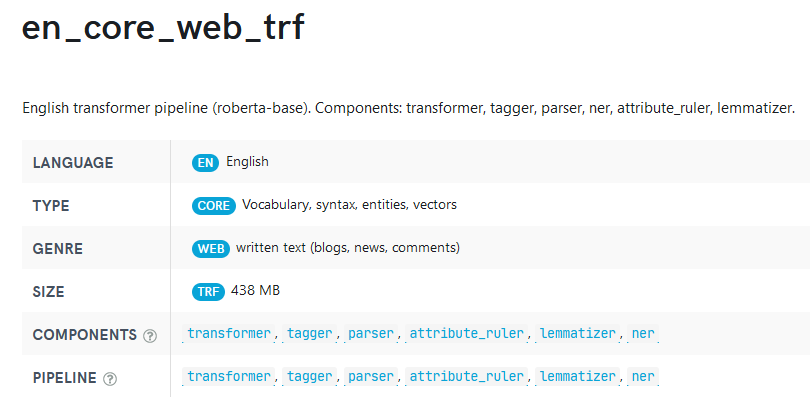 en_core_web_trf
English transformer pipeline (roberta-base). Components: transformer, tagger, parser, ner, attribute_ruler, lemmatizer.
LANGUAGE EN English
TYPE CORE Vocabulary, syntax, entities, vectors
GENRE WEB written text (blogs, news, comments)
SIZE TRF 438 MB
COMPONENTS ? transformer, tagger, parser, attribute_ruler, lemmatizer, ner
PIPELINE ? transformer, tagger, parser, attribute_ruler, lemmatizer, ner